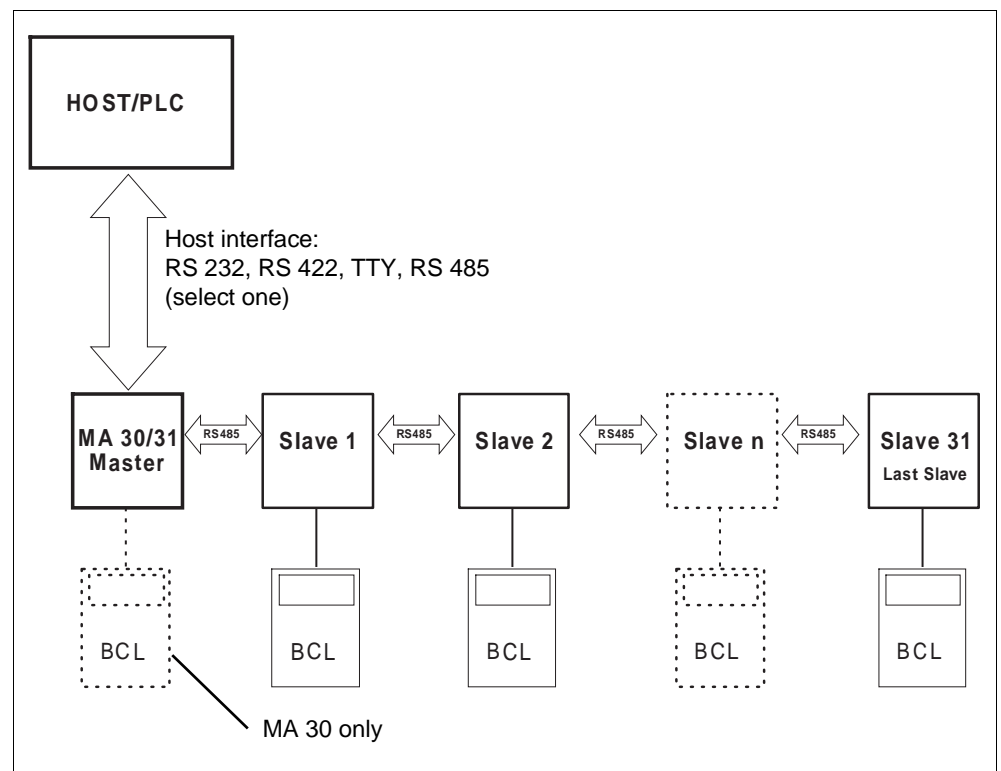 HOST/PLC
Host interface:
RS 232, RS 422, TTY, RS 485
(select one)
MA 30/31
Master
RS485
Slave 1
RS485
Slave 2
RS485
Slave n
RS485
Slave 31
Last Slave
BCL
BCL
BCL
BCL
BCL
MA 30 only